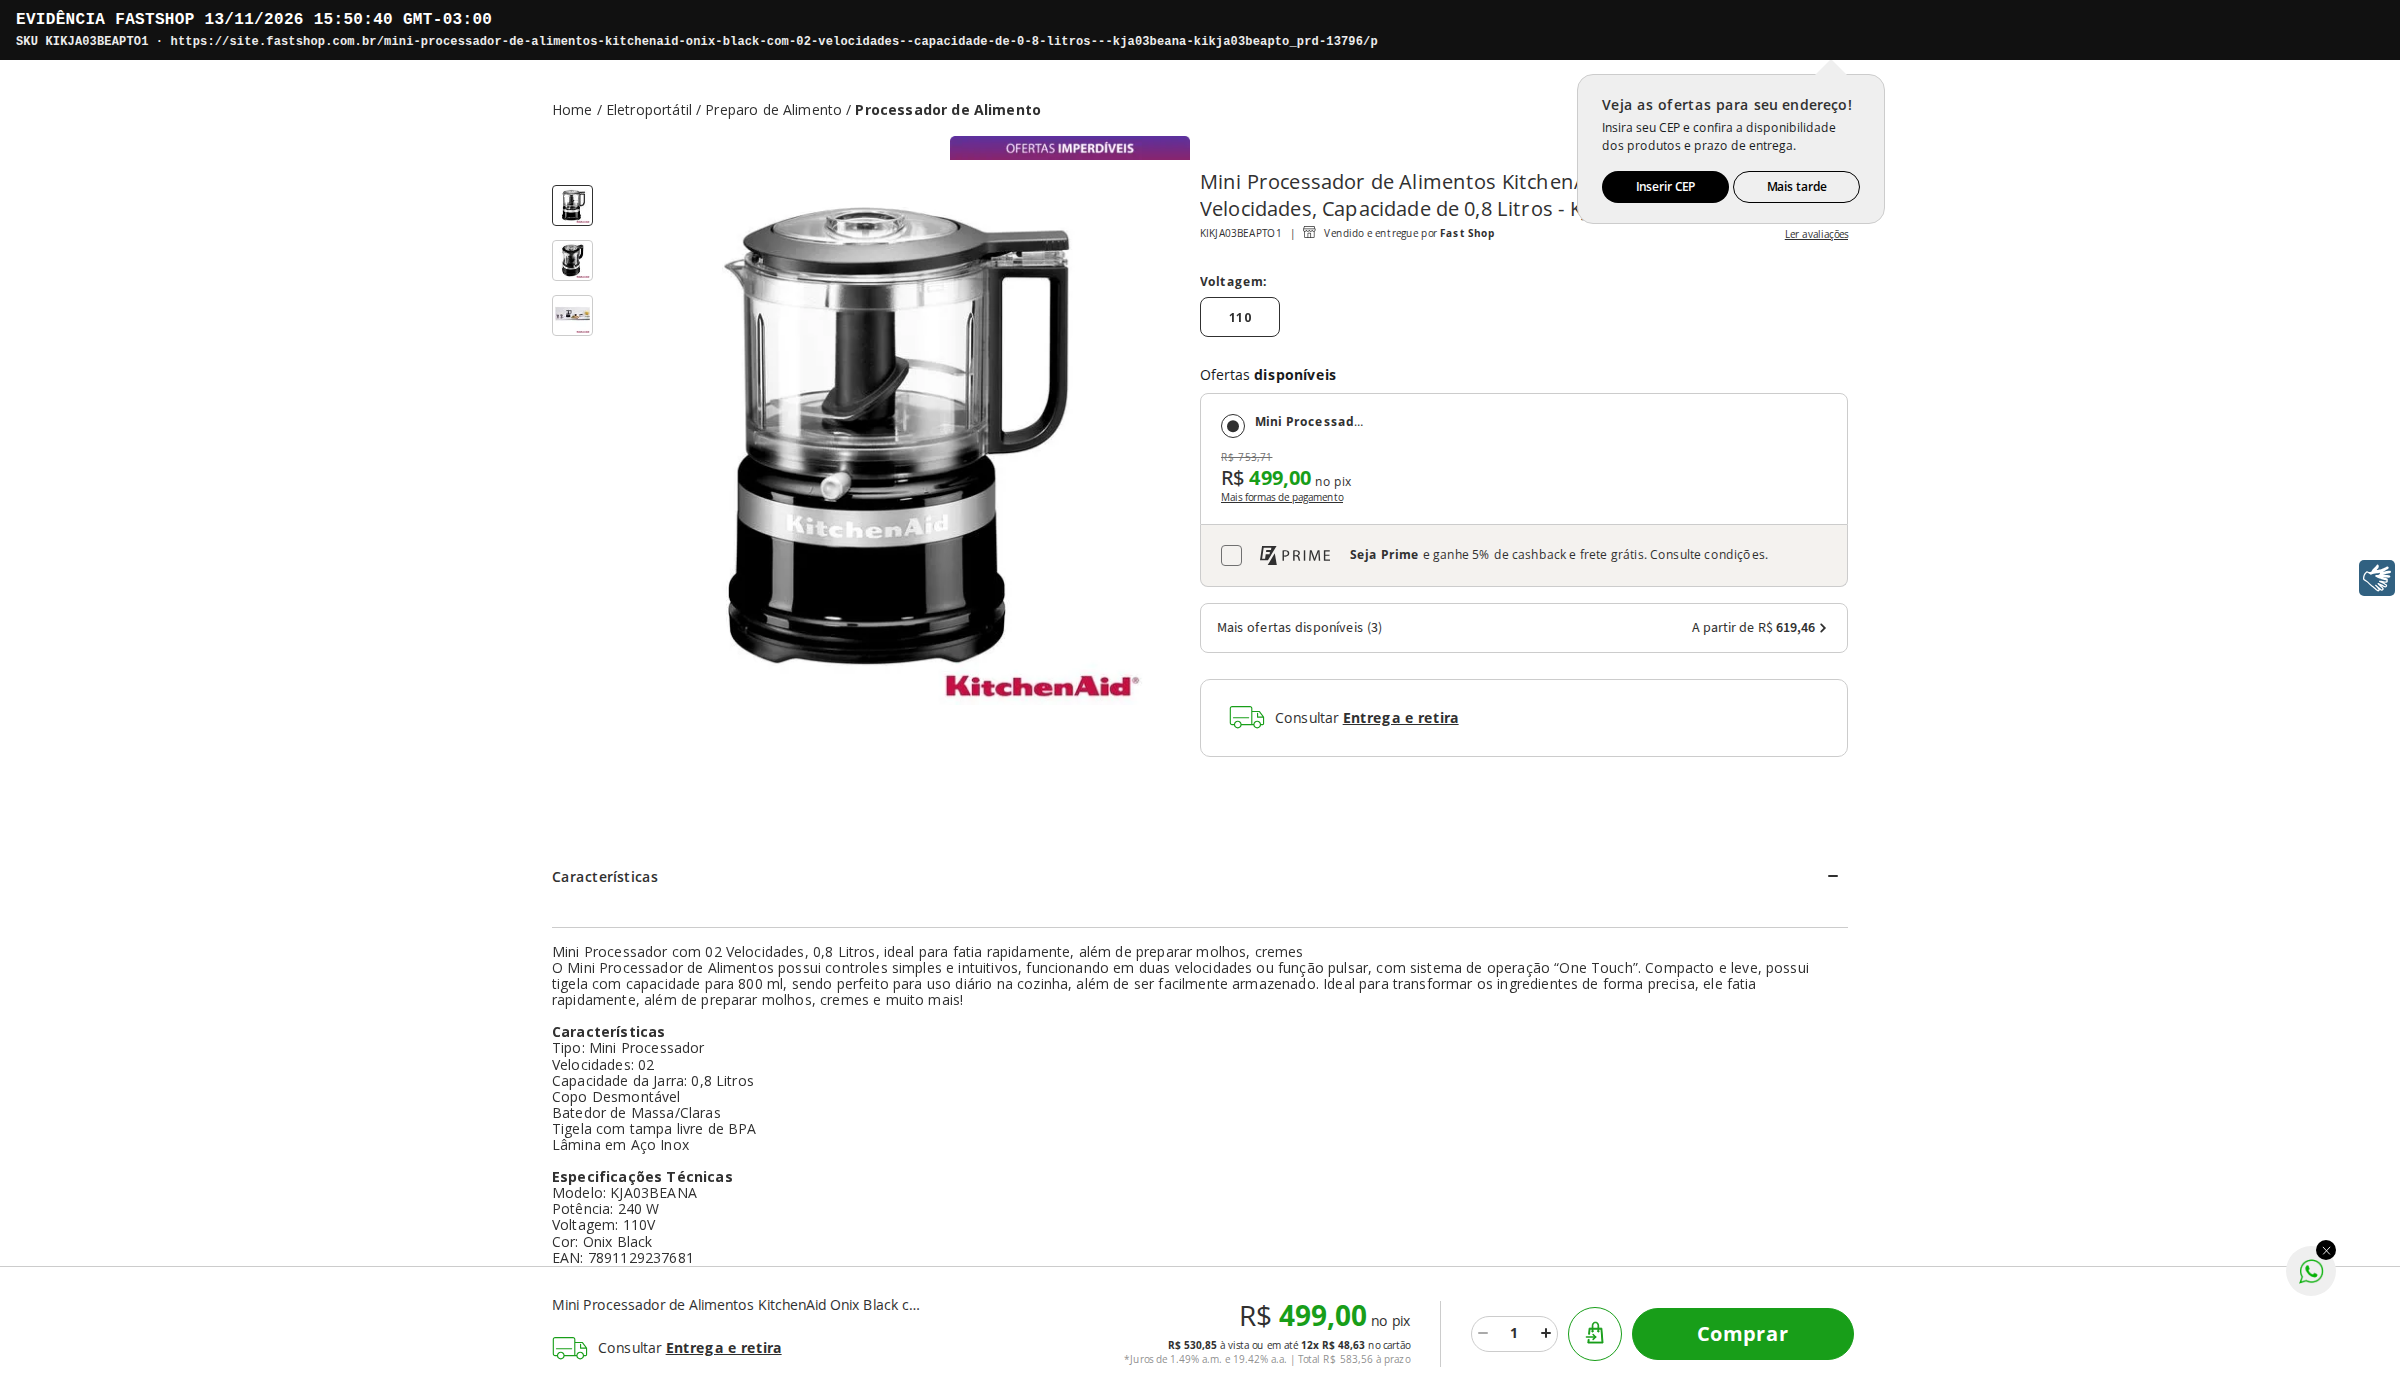 EVIDÊNCIA FASTSHOP 13/11/2026 15:50:40 GMT-03:00
SKU KIKJA03BEAPTO1 · https://site.fastshop.com.br/mini-processador-de-alimentos-kitchenaid-onix-black-com-02-velocidades--capacidade-de-0-8-litros---kja03beana-kikja03beapto_prd-13796/p
Home / Eletroportátil / Preparo de Alimento / Processador de Alimento
Veja as ofertas para seu endereço!
Insira seu CEP e confira a disponibilidade
dos produtos e prazo de entrega.
Inserir CEP
Mais tarde
OFERTAS IMPERDÍVEIS
KitchenAid
KitchenAid®
Mini Processador de Alimentos
Velocidades, Capacidade de 0,8 Litros -
KIKJA03BEAPTO1 | Vendido e entregue por Fast Shop
Ler avaliações
Voltagem:
110
Ofertas disponíveis
Mini Processad...
R$ 753,71
R$ 499,00 no pix
Mais formas de pagamento
PRIME Seja Prime e ganhe 5% de cashback e frete grátis. Consulte condições.
Mais ofertas disponíveis (3) A partir de R$ 619,46
Consultar Entrega e retira
Características
Mini Processador com 02 Velocidades, 0,8 Litros, ideal para fatia rapidamente, além de preparar molhos, cremes
O Mini Processador de Alimentos possui controles simples e intuitivos, funcionando em duas velocidades ou função pulsar, com sistema de operação “One Touch”. Compacto e leve, possui
tigela com capacidade para 800 ml, sendo perfeito para uso diário na cozinha, além de ser facilmente armazenado. Ideal para transformar os ingredientes de forma precisa, ele fatia
rapidamente, além de preparar molhos, cremes e muito mais!
Características
Tipo: Mini Processador
Velocidades: 02
Capacidade da Jarra: 0,8 Litros
Copo Desmontável
Batedor de Massa/Claras
Tigela com tampa livre de BPA
Lâmina em Aço Inox
Especificações Técnicas
Modelo: KJA03BEANA
Potência: 240 W
Voltagem: 110V
Cor: Onix Black
EAN: 7891129237681
Mini Processador de Alimentos KitchenAid Onix Black c...
Consultar Entrega e retira
R$ 499,00 no pix
R$ 530,85 à vista ou em até 12x R$ 48,63 no cartão
*Juros de 1.49% a.m. e 19.42% a.a. | Total R$ 583,56 à prazo
1
Comprar